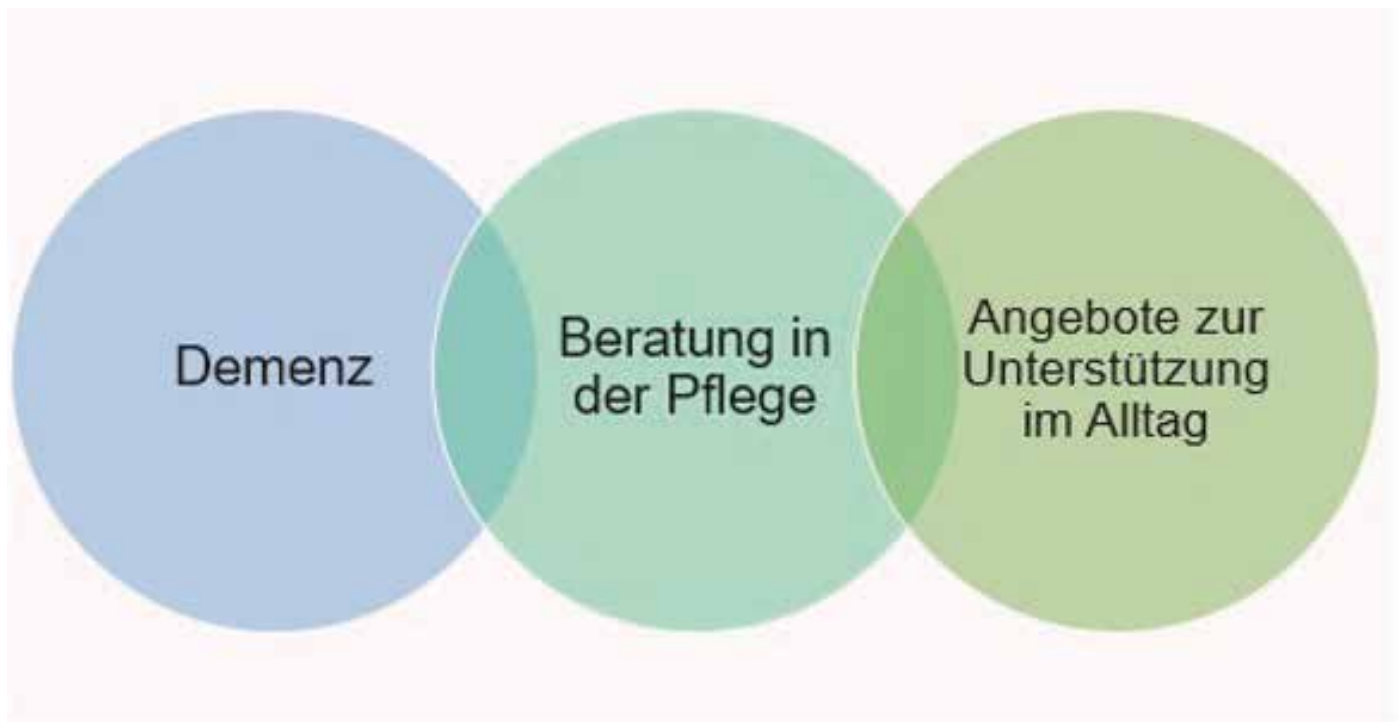 Demenz
Beratung in
der Pflege
Angebote zur
Unterstützung
im Alltag